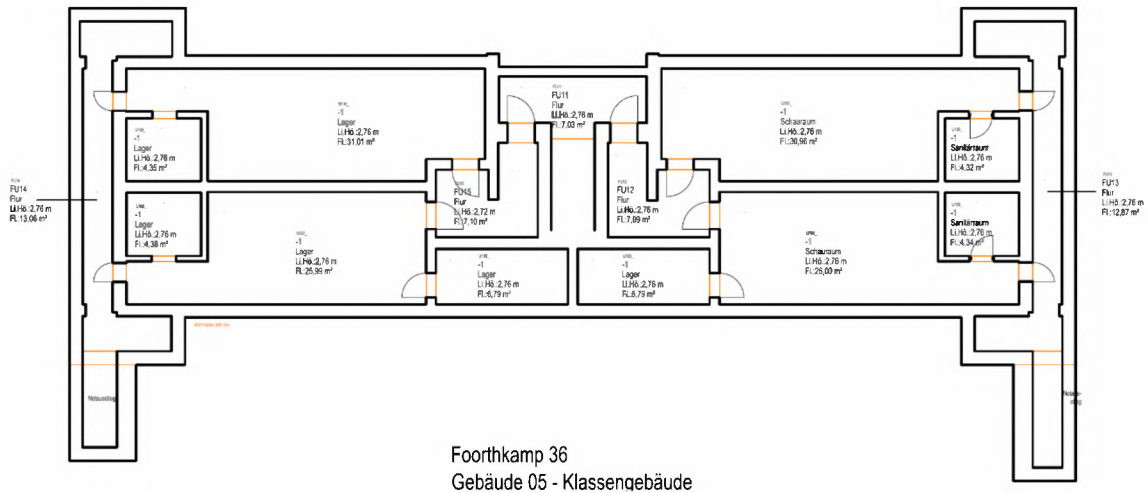 FU11
Flur
Li.Hö.:2,76 m
Fl.:7,03 m²
-1
Lager
Li.Hö.:2,76 m
Fl.:31,01 m²
-1
Schauraum
Li.Hö.:2,76 m
Fl.:30,96 m²
-1
Lager
Li.Hö.:2,76 m
Fl.:4,35 m²
-1
Sanitärraum
Li.Hö.:2,76 m
Fl.:4,32 m²
FU14
Flur
Li.Hö.:2,76 m
Fl.:13,06 m²
FU15
Flur
Li.Hö.:2,72 m
Fl.:7,10 m²
FU12
Flur
Li.Hö.:2,76 m
Fl.:7,09 m²
FU13
Flur
Li.Hö.:2,76 m
Fl.:12,87 m²
-1
Lager
Li.Hö.:2,76 m
Fl.:4,38 m²
-1
Lager
Li.Hö.:2,76 m
Fl.:25,99 m²
-1
Schauraum
Li.Hö.:2,76 m
Fl.:26,00 m²
-1
Sanitärraum
Li.Hö.:2,76 m
Fl.:4,34 m²
-1
Lager
Li.Hö.:2,76 m
Fl.:6,79 m²
-1
Lager
Li.Hö.:2,76 m
Fl.:6,79 m²
Notausstieg
Notaus-
stieg
Foorthkamp 36
Gebäude 05 - Klassengebäude